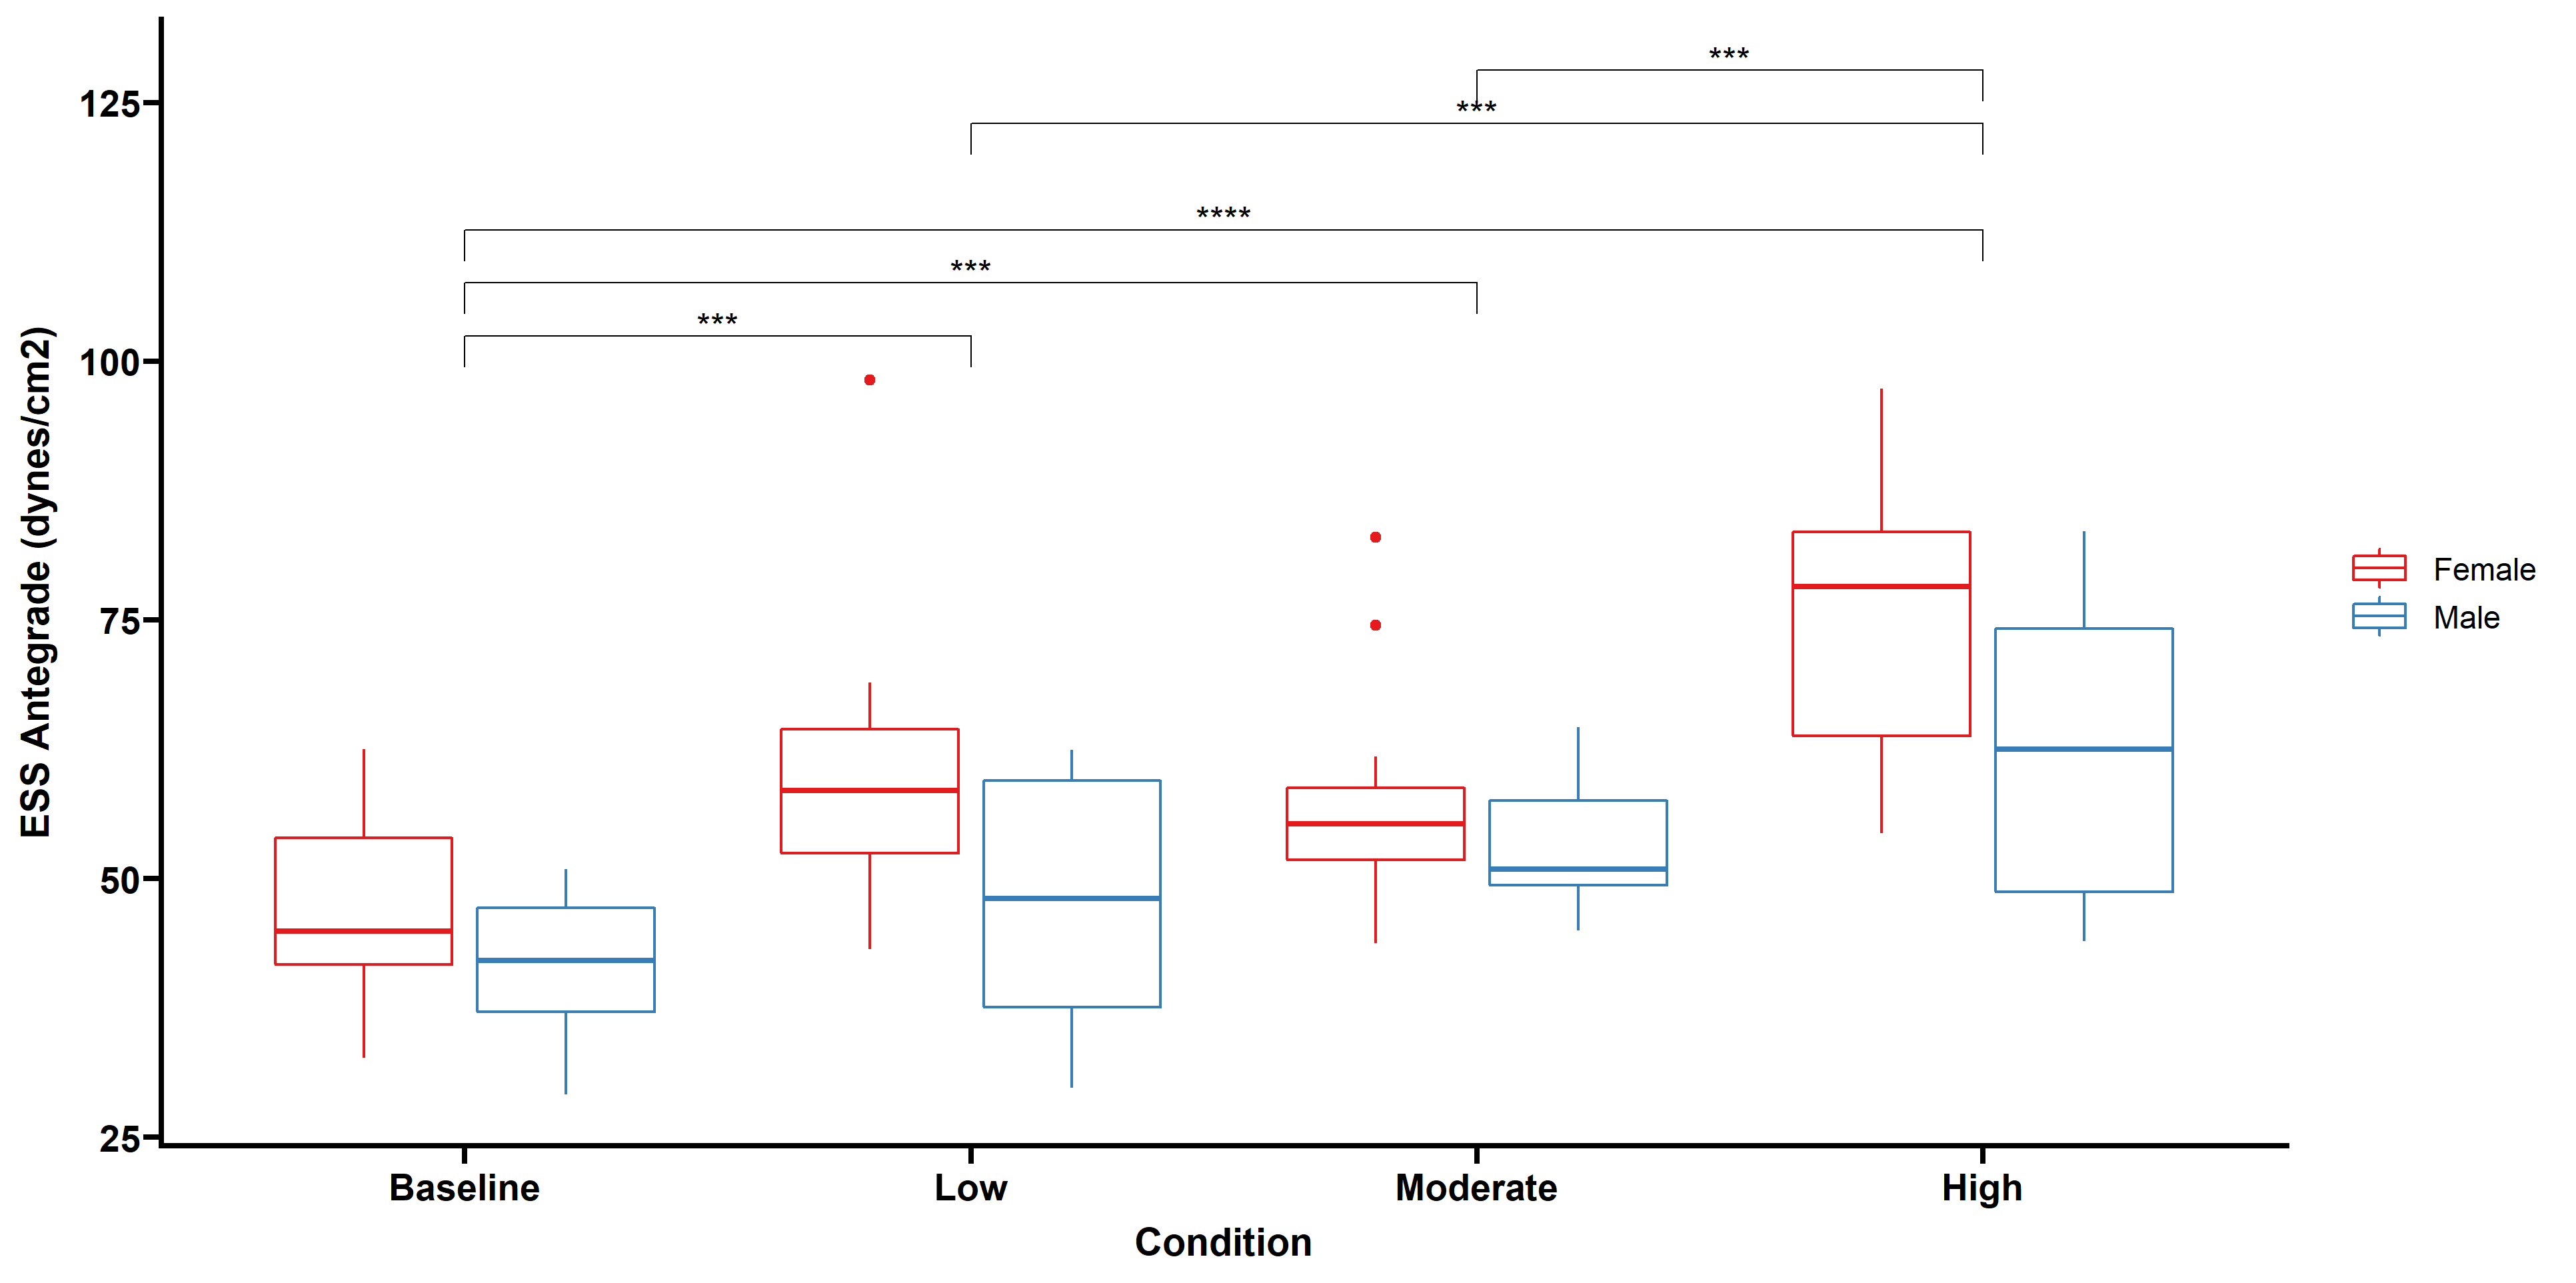 ***
125
***
****
***
***
100
ESS Antegrade (dynes/cm2)
75
Female
Male
50
25
Baseline Low Moderate High
Condition